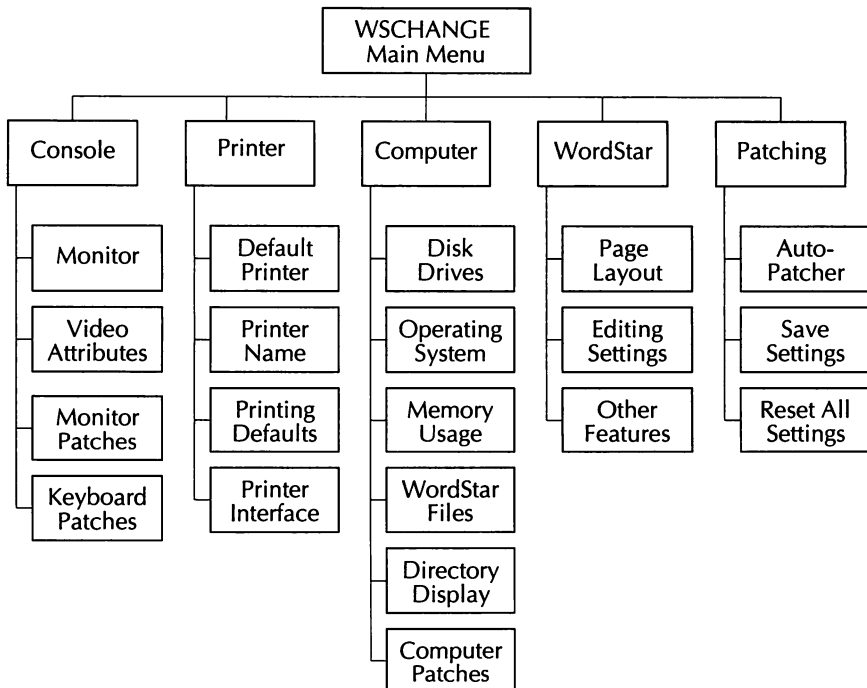 WSCHANGE
Main Menu
Console
Printer
Computer
WordStar
Patching
Monitor
Video
Attributes
Monitor
Patches
Keyboard
Patches
Default
Printer
Printer
Name
Printing
Defaults
Printer
Interface
Disk
Drives
Operating
System
Memory
Usage
WordStar
Files
Directory
Display
Computer
Patches
Page
Layout
Editing
Settings
Other
Features
Auto-
Patcher
Save
Settings
Reset All
Settings